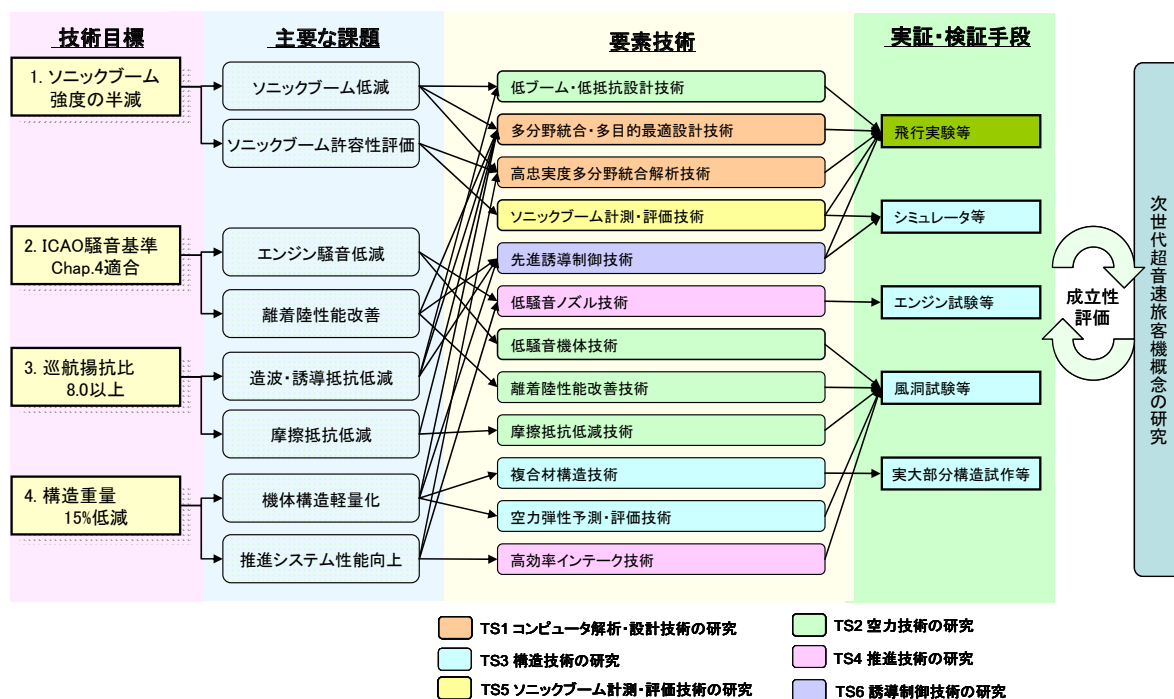 技術目標
主要な課題
要素技術
実証・検証手段
1. ソニックブーム
強度の半減
2. ICAO騒音基準
Chap.4適合
3. 巡航揚抗比
8.0以上
4. 構造重量
15%低減
ソニックブーム低減
ソニックブーム許容性評価
エンジン騒音低減
離着陸性能改善
造波・誘導抵抗低減
摩擦抵抗低減
機体構造軽量化
推進システム性能向上
低ブーム・低抵抗設計技術
多分野統合・多目的最適設計技術
高忠実度多分野統合解析技術
ソニックブーム計測・評価技術
先進誘導制御技術
低騒音ノズル技術
低騒音機体技術
離着陸性能改善技術
摩擦抵抗低減技術
複合材構造技術
空力弾性予測・評価技術
高効率インテーク技術
飛行実験等
シミュレータ等
エンジン試験等
風洞試験等
実大部分構造試作等
成立性
評価
次世代超音速旅客機概念の研究
TS1 コンピュータ解析・設計技術の研究
TS2 空力技術の研究
TS3 構造技術の研究
TS4 推進技術の研究
TS5 ソニックブーム計測・評価技術の研究
TS6 誘導制御技術の研究